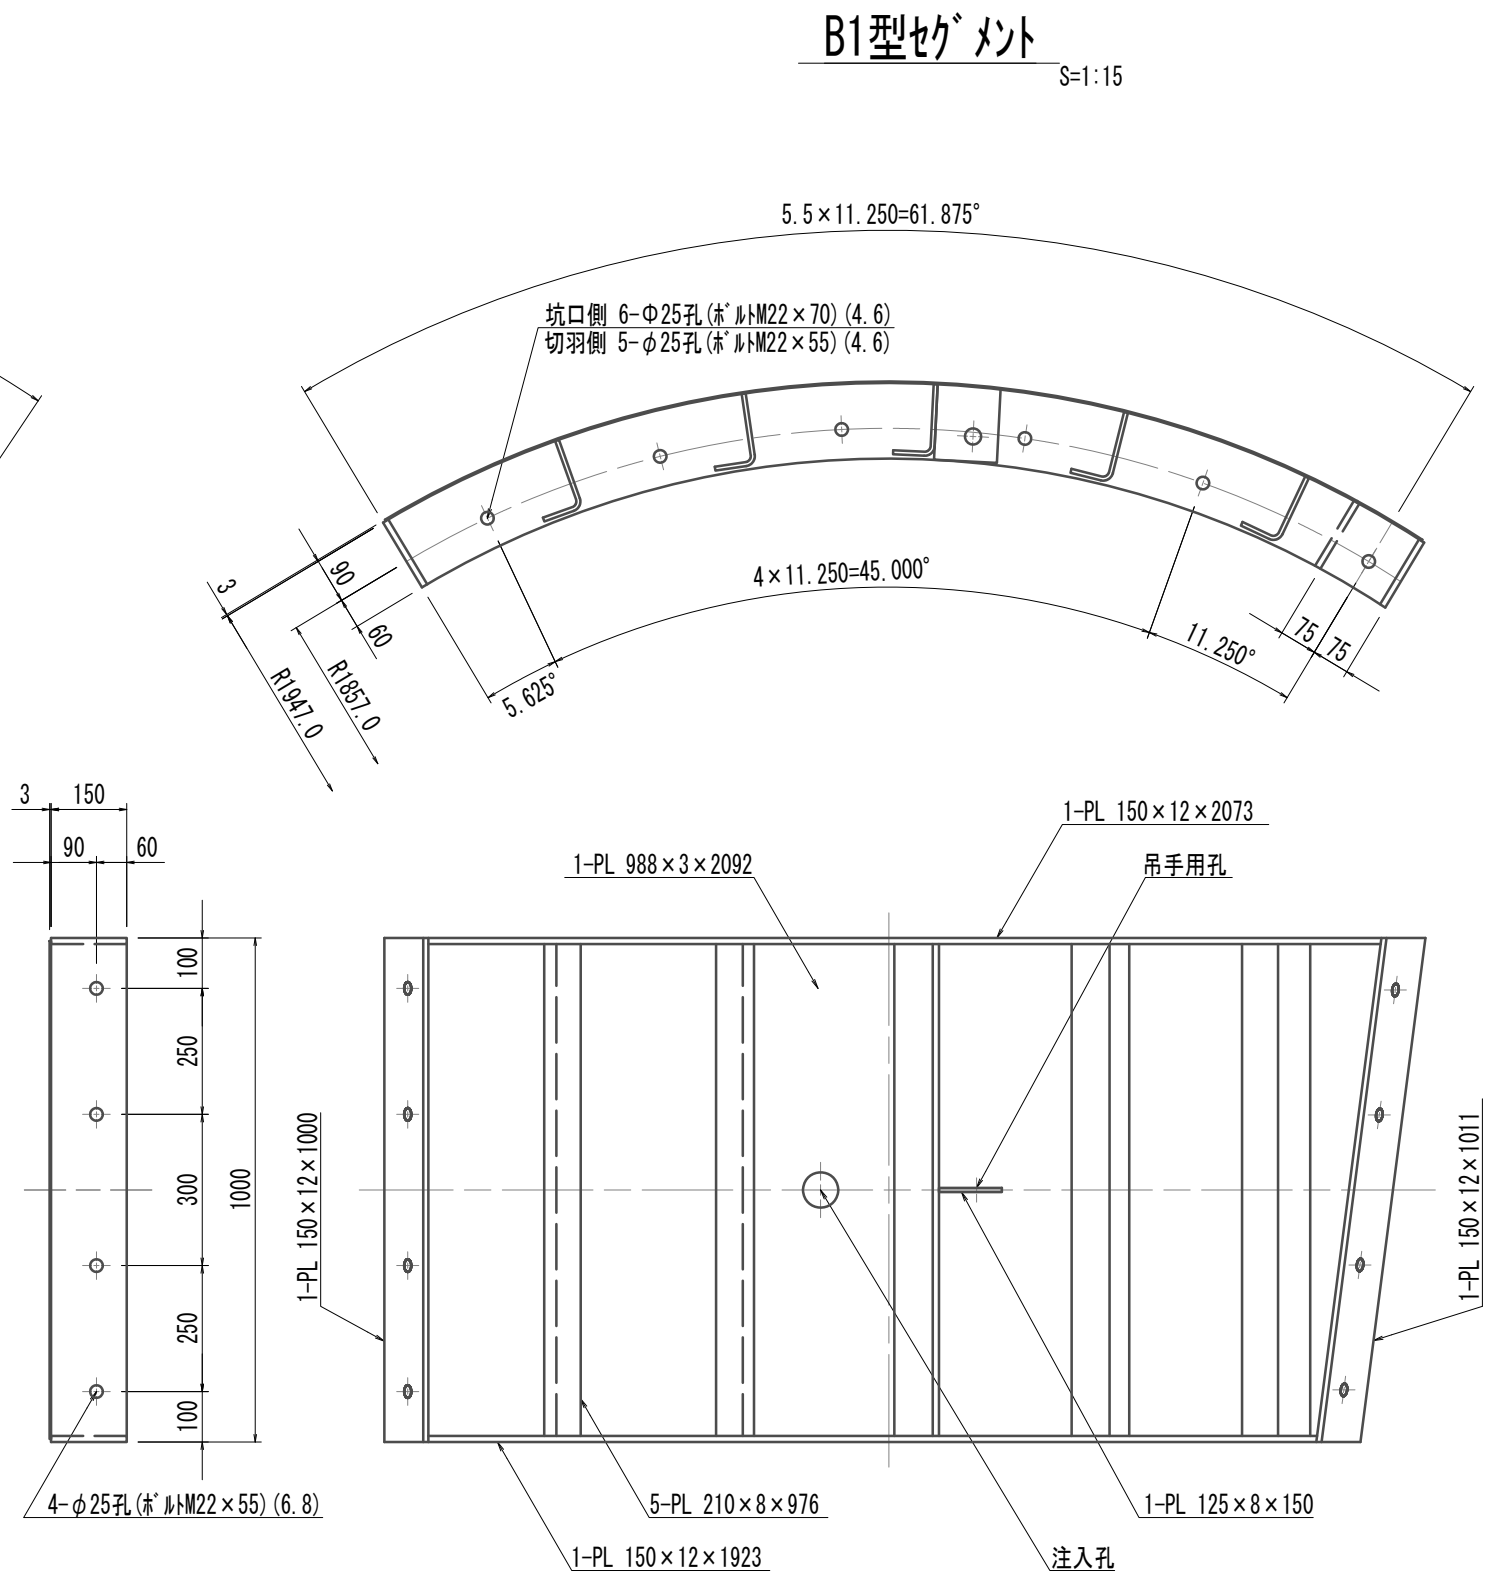 B1型ｾｸﾞﾒﾝﾄ
S=1:15
5.5×11.250=61.875°
坑口側 6-Φ25孔(ﾎﾞﾙﾄM22×70)(4.6)
切羽側 5-φ25孔(ﾎﾞﾙﾄM22×55)(4.6)
3
90
60
R1947.0
R1857.0
5.625°
4×11.250=45.000°
11.250°
75
75
3
150
90
60
1-PL 150×12×2073
1-PL 988×3×2092
吊手用孔
100
250
300
250
100
1000
1-PL 150×12×1000
1-PL 150×12×1011
4-φ25孔(ﾎﾞﾙﾄM22×55)(6.8)
5-PL 210×8×976
1-PL 125×8×150
1-PL 150×12×1923
注入孔